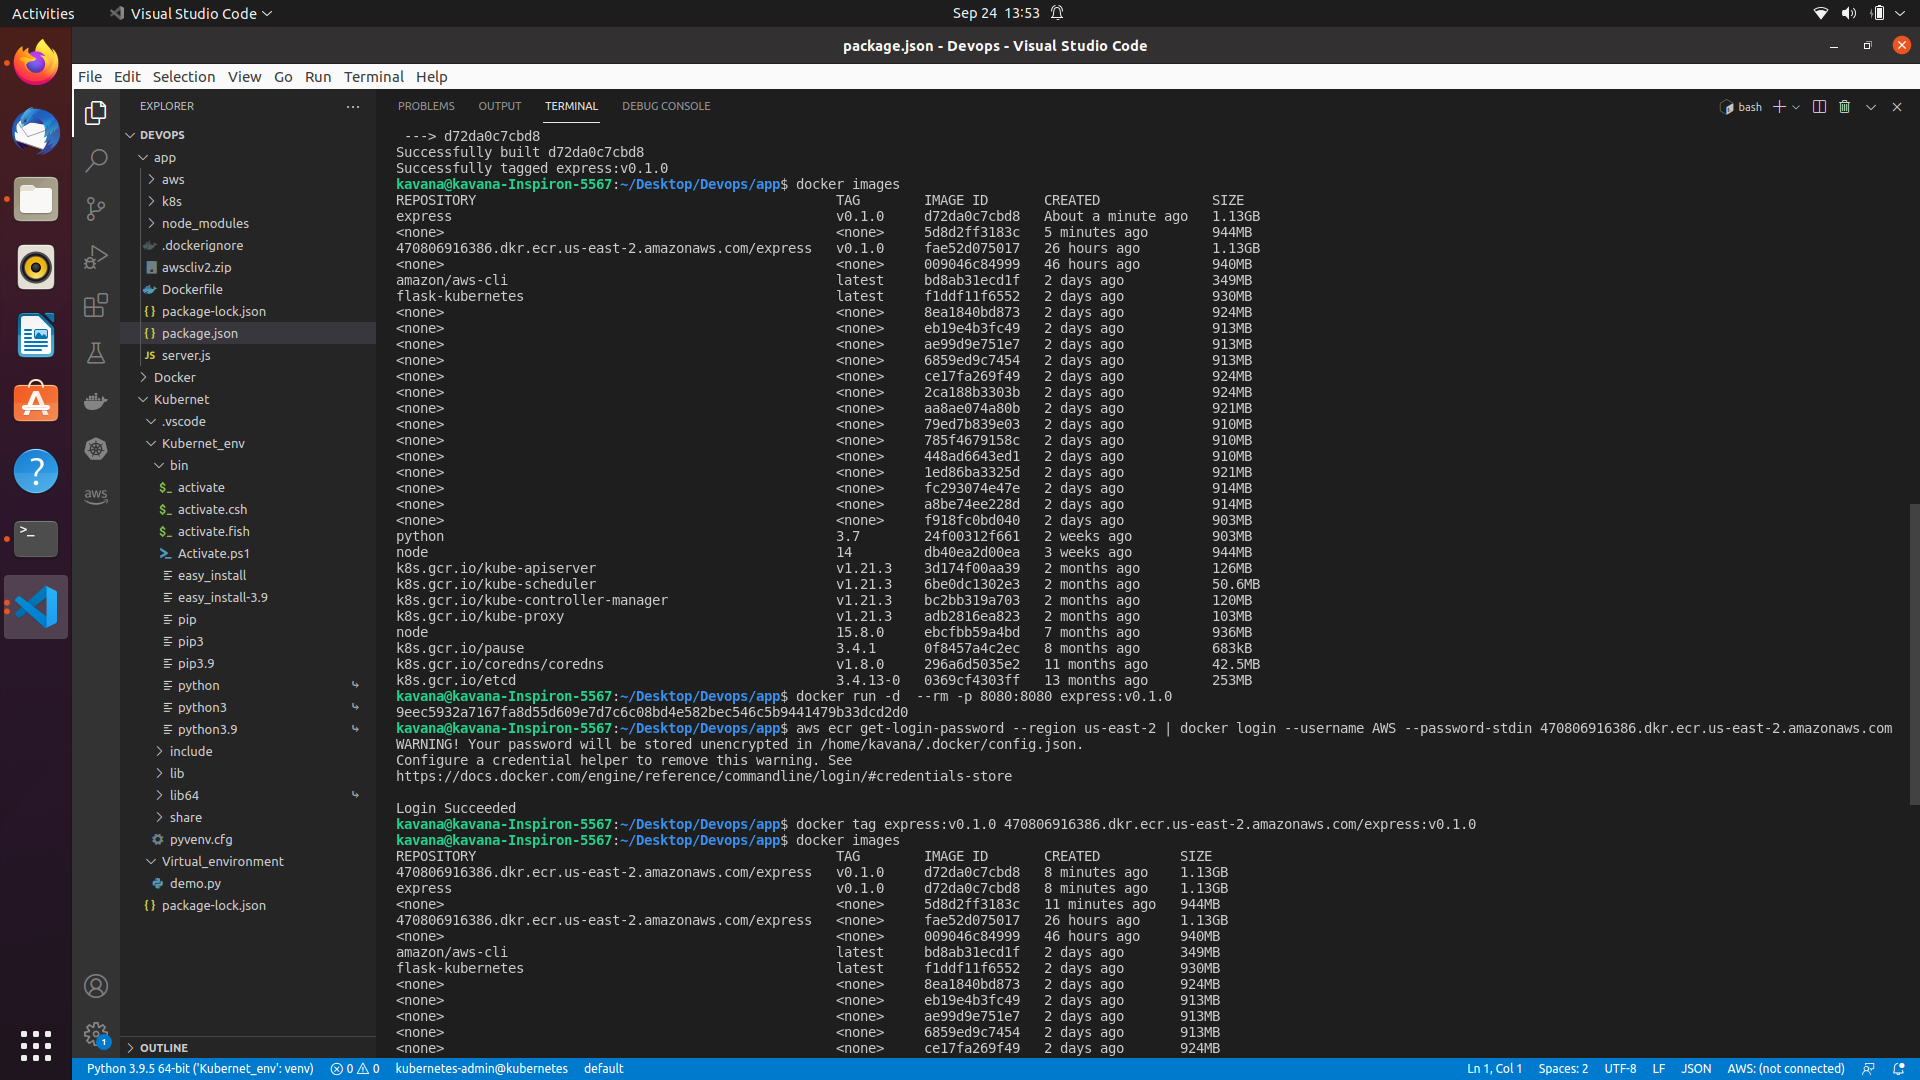 Activities
Visual Studio Code
Sep 24 13:53
package.json - Devops - Visual Studio Code
File Edit Selection View Go Run Terminal Help
EXPLORER
DEVOPS
app
aws
k8s
node_modules
.dockerignore
awscliv2.zip
Dockerfile
package-lock.json
package.json
JS server.js
Docker
Kubernet
.vscode
Kubernet_env
bin
activate
activate.csh
activate.fish
Activate.ps1
easy_install
easy_install-3.9
pip
pip3
pip3.9
python
python3
python3.9
include
lib
lib64
share
pyvenv.cfg
Virtual_environment
demo.py
package-lock.json
OUTLINE
aws
1
PROBLEMS OUTPUT TERMINAL DEBUG CONSOLE
bash
---> d72da0c7cbd8
Successfully built d72da0c7cbd8
Successfully tagged express:v0.1.0
kavana@kavana-Inspiron-5567:~/Desktop/Devops/app$ docker images
REPOSITORY TAG IMAGE ID CREATED SIZE
express v0.1.0 d72da0c7cbd8 About a minute ago 1.13GB
<none> <none> 5d8d2ff3183c 5 minutes ago 944MB
470806916386.dkr.ecr.us-east-2.amazonaws.com/express v0.1.0 fae52d075017 26 hours ago 1.13GB
<none> <none> 009046c84999 46 hours ago 940MB
amazon/aws-cli latest bd8ab31ecd1f 2 days ago 349MB
flask-kubernetes latest f1ddf11f6552 2 days ago 930MB
<none> <none> 8ea1840bd873 2 days ago 924MB
<none> <none> eb19e4b3fc49 2 days ago 913MB
<none> <none> ae99d9e751e7 2 days ago 913MB
<none> <none> 6859ed9c7454 2 days ago 913MB
<none> <none> ce17fa269f49 2 days ago 924MB
<none> <none> 2ca188b3303b 2 days ago 924MB
<none> <none> aa8ae074a80b 2 days ago 921MB
<none> <none> 79ed7b839e03 2 days ago 910MB
<none> <none> 785f4679158c 2 days ago 910MB
<none> <none> 448ad6643ed1 2 days ago 910MB
<none> <none> 1ed86ba3325d 2 days ago 921MB
<none> <none> fc293074e47e 2 days ago 914MB
<none> <none> a8be74ee228d 2 days ago 914MB
<none> <none> f918fc0bd040 2 days ago 903MB
python 3.7 24f00312f661 2 weeks ago 903MB
node 14 db40ea2d00ea 3 weeks ago 944MB
k8s.gcr.io/kube-apiserver v1.21.3 3d174f00aa39 2 months ago 126MB
k8s.gcr.io/kube-scheduler v1.21.3 6be0dc1302e3 2 months ago 50.6MB
k8s.gcr.io/kube-controller-manager v1.21.3 bc2bb319a703 2 months ago 120MB
k8s.gcr.io/kube-proxy v1.21.3 adb2816ea823 2 months ago 103MB
node 15.8.0 ebcfbb59a4bd 7 months ago 936MB
k8s.gcr.io/pause 3.4.1 0f8457a4c2ec 8 months ago 683kB
k8s.gcr.io/coredns/coredns v1.8.0 296a6d5035e2 11 months ago 42.5MB
k8s.gcr.io/etcd 3.4.13-0 0369cf4303ff 13 months ago 253MB
kavana@kavana-Inspiron-5567:~/Desktop/Devops/app$ docker run -d  --rm -p 8080:8080 express:v0.1.0
9eec5932a7167fa8d55d609e7d7c6c08bd4e582bec546c5b9441479b33dcd2d0
kavana@kavana-Inspiron-5567:~/Desktop/Devops/app$ aws ecr get-login-password --region us-east-2 | docker login --username AWS --password-stdin 470806916386.dkr.ecr.us-east-2.amazonaws.com
WARNING! Your password will be stored unencrypted in /home/kavana/.docker/config.json.
Configure a credential helper to remove this warning. See
https://docs.docker.com/engine/reference/commandline/login/#credentials-store
Login Succeeded
kavana@kavana-Inspiron-5567:~/Desktop/Devops/app$ docker tag express:v0.1.0 470806916386.dkr.ecr.us-east-2.amazonaws.com/express:v0.1.0
kavana@kavana-Inspiron-5567:~/Desktop/Devops/app$ docker images
REPOSITORY TAG IMAGE ID CREATED SIZE
470806916386.dkr.ecr.us-east-2.amazonaws.com/express v0.1.0 d72da0c7cbd8 8 minutes ago 1.13GB
express v0.1.0 d72da0c7cbd8 8 minutes ago 1.13GB
<none> <none> 5d8d2ff3183c 11 minutes ago 944MB
470806916386.dkr.ecr.us-east-2.amazonaws.com/express <none> fae52d075017 26 hours ago 1.13GB
<none> <none> 009046c84999 46 hours ago 940MB
amazon/aws-cli latest bd8ab31ecd1f 2 days ago 349MB
flask-kubernetes latest f1ddf11f6552 2 days ago 930MB
<none> <none> 8ea1840bd873 2 days ago 924MB
<none> <none> eb19e4b3fc49 2 days ago 913MB
<none> <none> ae99d9e751e7 2 days ago 913MB
<none> <none> 6859ed9c7454 2 days ago 913MB
<none> <none> ce17fa269f49 2 days ago 924MB
Python 3.9.5 64-bit ('Kubernet_env': venv) 0 0 kubernetes-admin@kubernetes default Ln 1, Col 1 Spaces: 2 UTF-8 LF JSON AWS: (not connected)